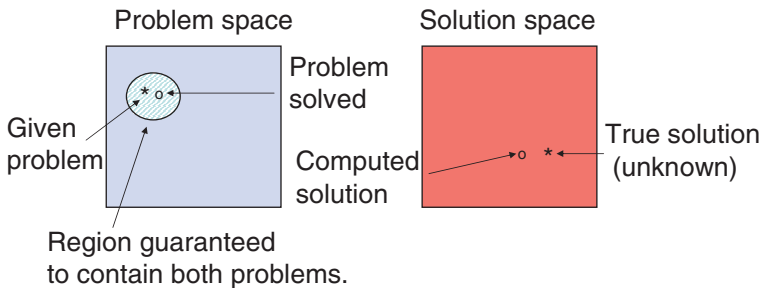 Problem space
Solution space
Problem
solved
*
o
Given
problem
True solution
(unknown)
Computed
solution
o
*
Region guaranteed
to contain both problems.